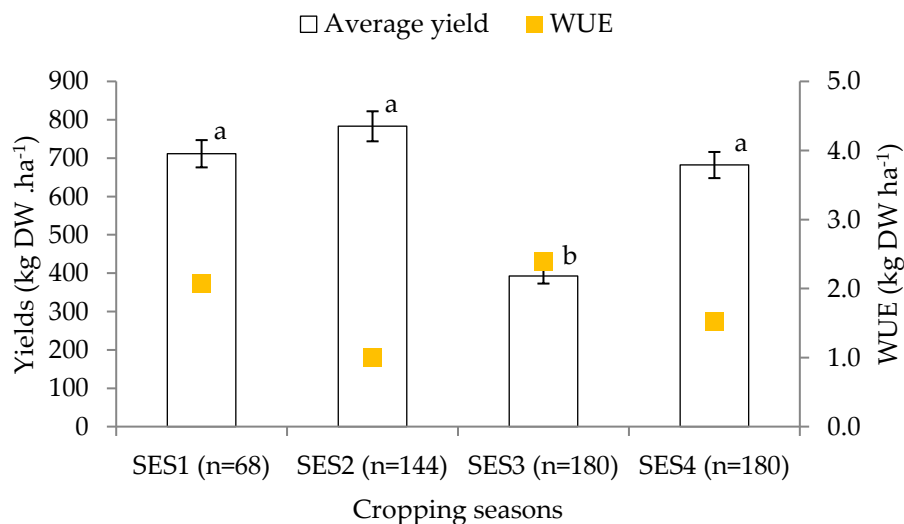 Average yield WUE
900
800
700
600
500
400
300
200
100
0
Yields (kg DW .ha⁻¹)
a
a
b
a
5.0
4.0
3.0
2.0
1.0
0.0
WUE (kg DW ha⁻¹)
SES1 (n=68) SES2 (n=144) SES3 (n=180) SES4 (n=180)
Cropping seasons